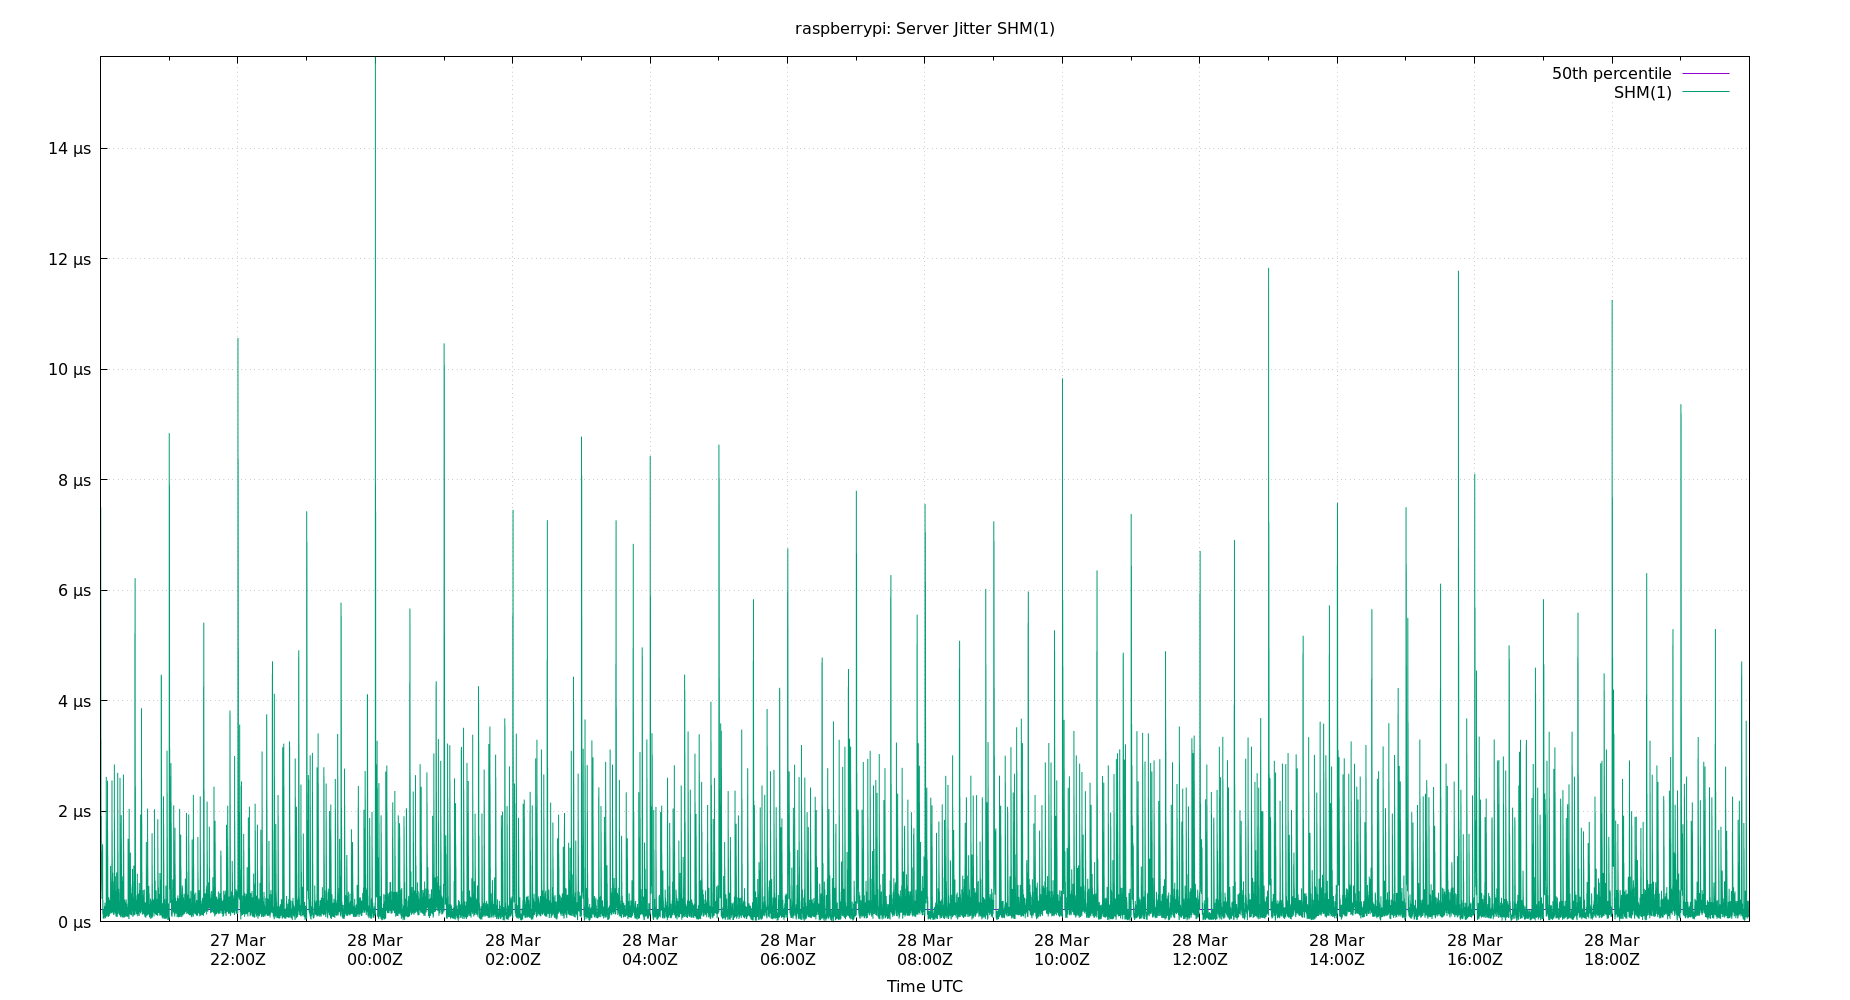 raspberrypi: Server Jitter SHM(1)
50th percentile
SHM(1)
14 µs
12 µs
10 µs
8 µs
6 µs
4 µs
2 µs
0 µs
27 Mar 28 Mar 28 Mar 28 Mar 28 Mar 28 Mar 28 Mar 28 Mar 28 Mar 28 Mar 28 Mar
22:00Z 00:00Z 02:00Z 04:00Z 06:00Z 08:00Z 10:00Z 12:00Z 14:00Z 16:00Z 18:00Z
Time UTC